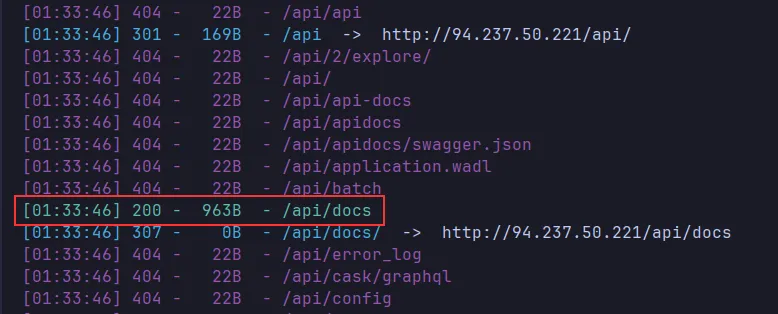 [01:33:46] 404 -   22B  - /api/api
[01:33:46] 301 -  169B  - /api  ->  http://94.237.50.221/api/
[01:33:46] 404 -   22B  - /api/2/explore/
[01:33:46] 404 -   22B  - /api/
[01:33:46] 404 -   22B  - /api/api-docs
[01:33:46] 404 -   22B  - /api/apidocs
[01:33:46] 404 -   22B  - /api/apidocs/swagger.json
[01:33:46] 404 -   22B  - /api/application.wadl
[01:33:46] 404 -   22B  - /api/batch
[01:33:46] 200 -  963B  - /api/docs
[01:33:46] 307 -    0B  - /api/docs/  ->  http://94.237.50.221/api/docs
[01:33:46] 404 -   22B  - /api/error_log
[01:33:46] 404 -   22B  - /api/cask/graphql
[01:33:46] 404 -   22B  - /api/config